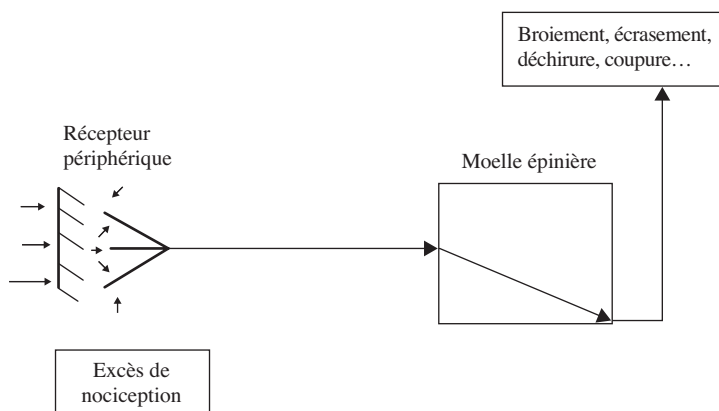 Broiement, écrasement,
déchirure, coupure…
Récepteur
périphérique
Moelle épinière
Excès de
nociception